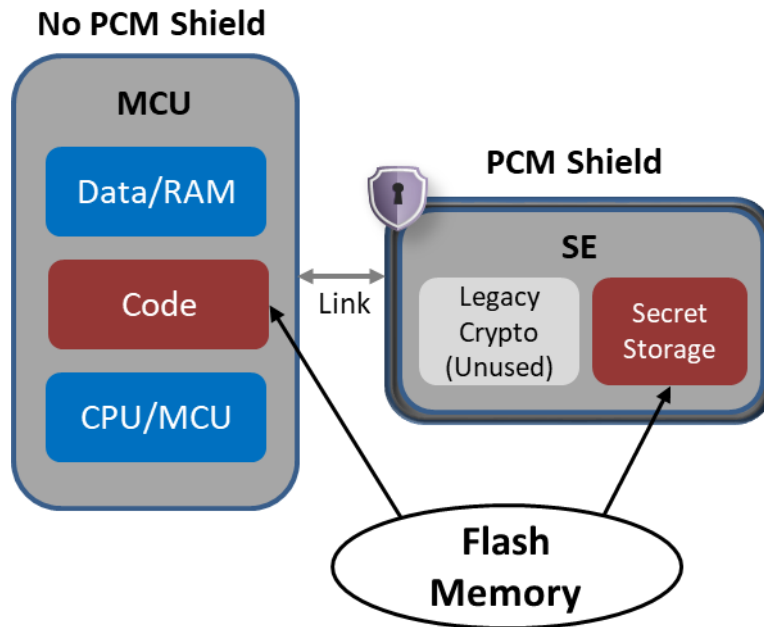 No PCM Shield
MCU
Data/RAM
Code
CPU/MCU
Link
PCM Shield
SE
Legacy
Crypto
(Unused)
Secret
Storage
Flash
Memory